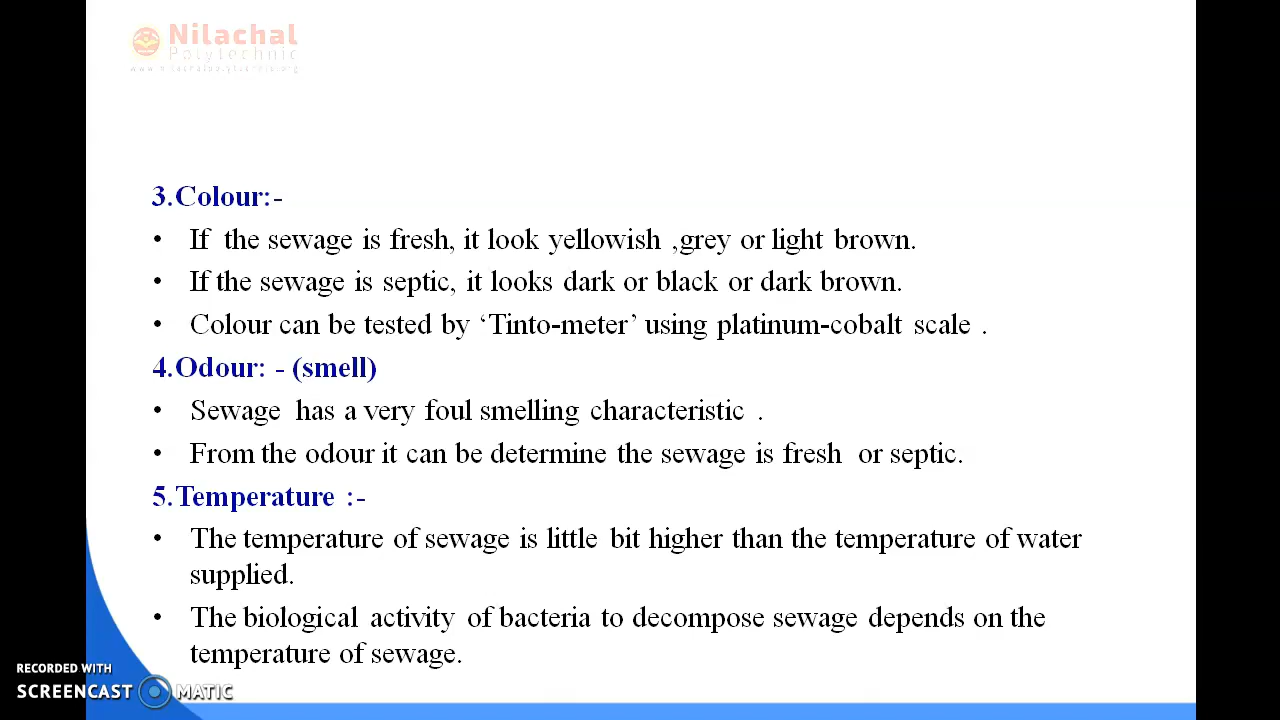 Nilachal
Polytechnic
www.nilachalpolytechnic.org
3.Colour:-
• If the sewage is fresh, it look yellowish ,grey or light brown.
• If the sewage is septic, it looks dark or black or dark brown.
• Colour can be tested by ‘Tinto-meter’ using platinum-cobalt scale .
4.Odour: - (smell)
• Sewage has a very foul smelling characteristic .
• From the odour it can be determine the sewage is fresh or septic.
5.Temperature :-
• The temperature of sewage is little bit higher than the temperature of water
supplied.
• The biological activity of bacteria to decompose sewage depends on the
temperature of sewage.
RECORDED WITH
SCREENCAST MATIC